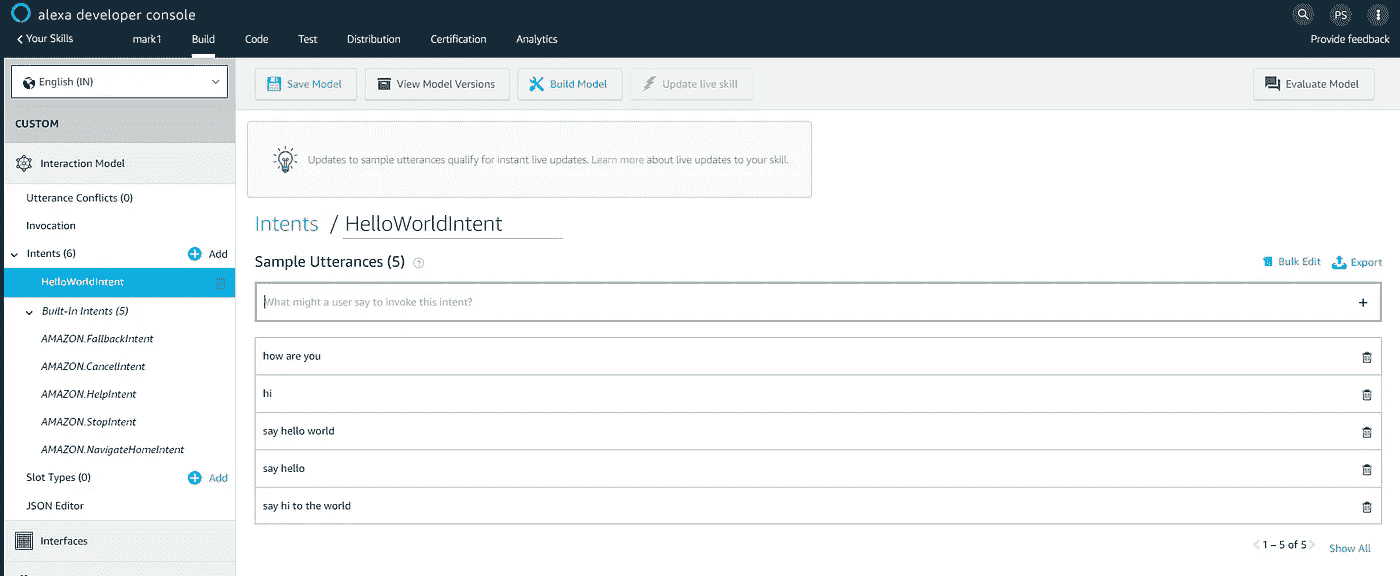 alexa developer console
PS
Your Skills mark1 Build Code Test Distribution Certification Analytics Provide feedback
English (IN)
Save Model View Model Versions Build Model Update live skill Evaluate Model
CUSTOM
Interaction Model
Updates to sample utterances qualify for instant live updates. Learn more about live updates to your skill.
Utterance Conflicts (0)
Invocation
Intents (6) Add
HelloWorldIntent
Built-In Intents (5)
AMAZON.FallbackIntent
AMAZON.CancelIntent
AMAZON.HelpIntent
AMAZON.StopIntent
AMAZON.NavigateHomeIntent
Slot Types (0) Add
JSON Editor
Interfaces
Intents / HelloWorldIntent
Sample Utterances (5) ?
Bulk Edit Export
What might a user say to invoke this intent? +
how are you
hi
say hello world
say hello
say hi to the world
1 – 5 of 5 Show All